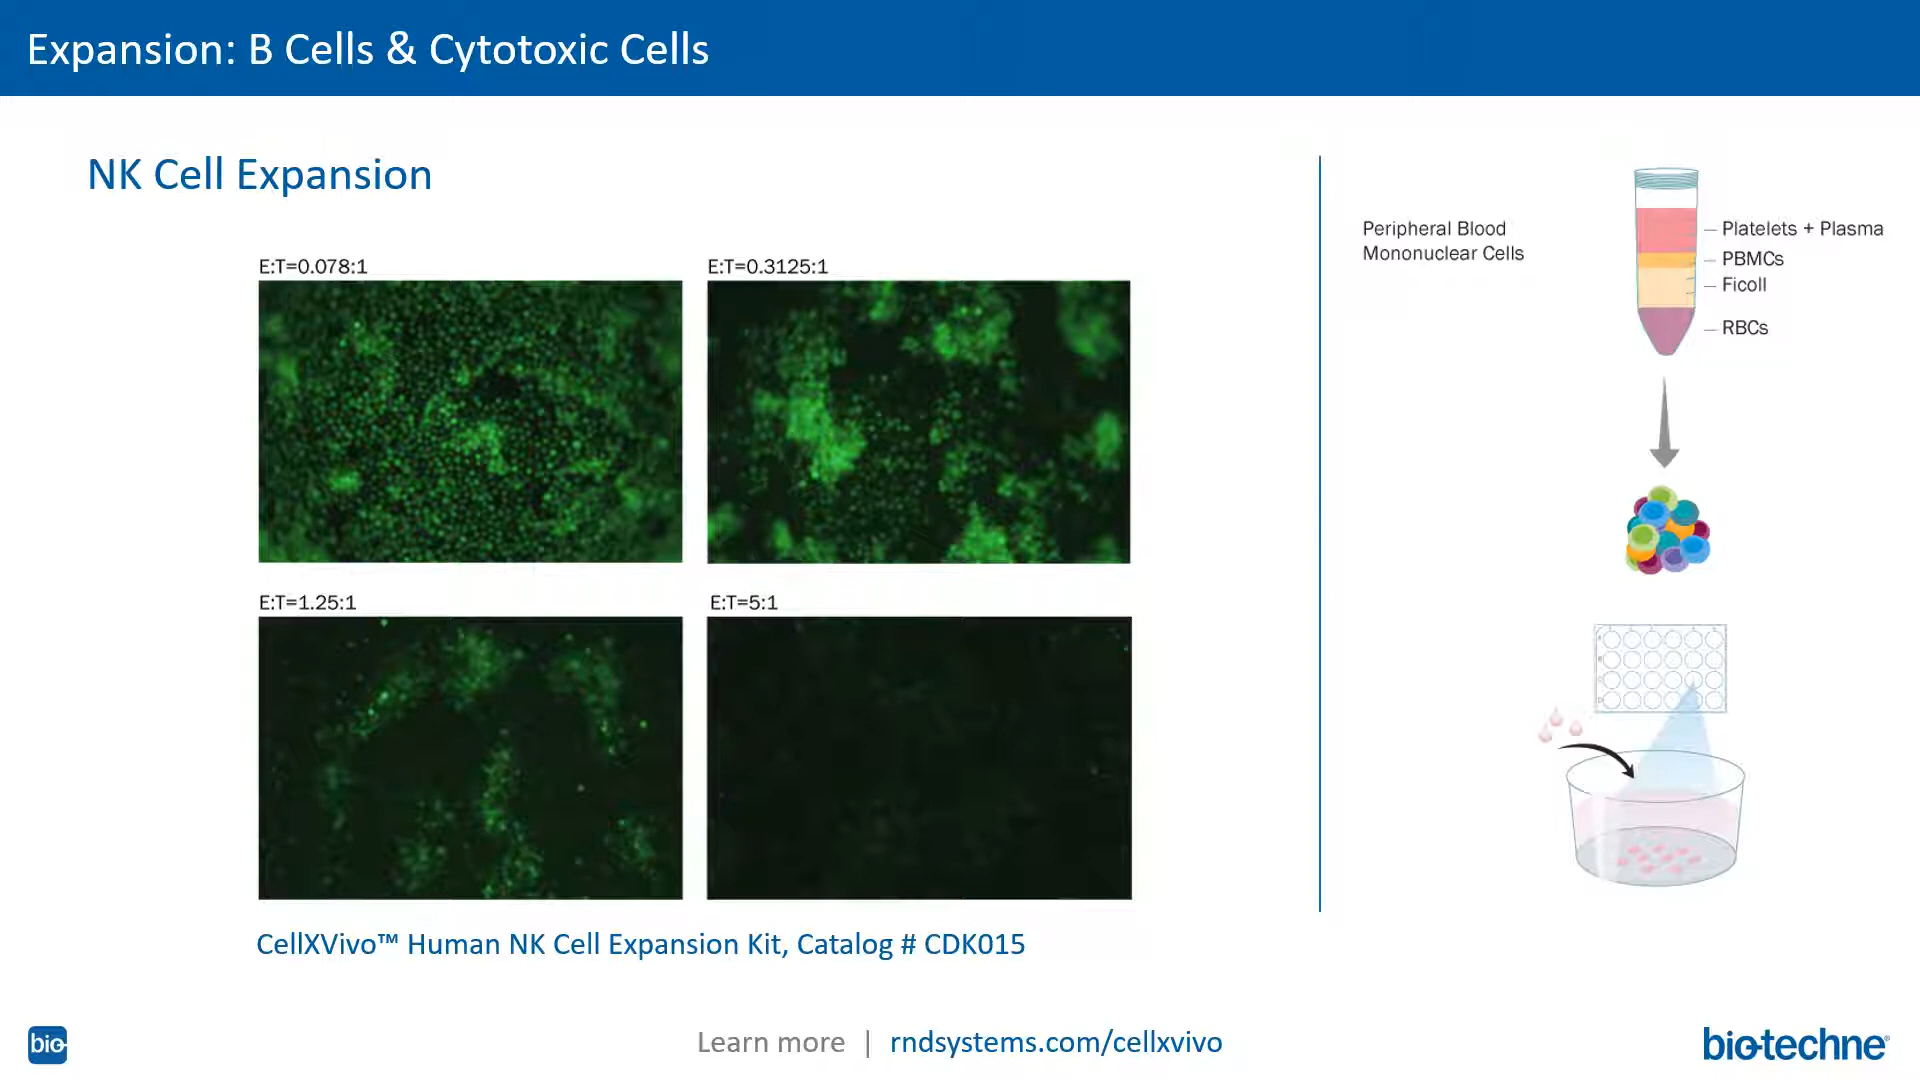 Expansion: B Cells & Cytotoxic Cells
NK Cell Expansion
E:T=0.078:1
E:T=0.3125:1
E:T=1.25:1
E:T=5:1
CellXVivo™ Human NK Cell Expansion Kit, Catalog # CDK015
Peripheral Blood
Mononuclear Cells
Platelets + Plasma
PBMCs
Ficoll
RBCs
bio-
Learn more | rndsystems.com/cellxvivo
bio-techne®